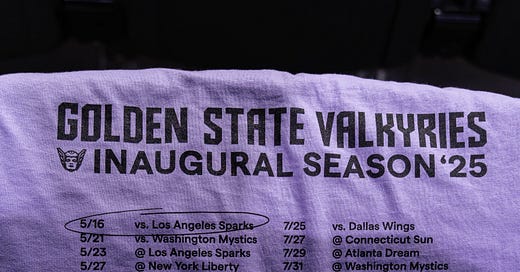 GOLDEN STATE VALKYRIES
INAUGURAL SEASON '25
5/16 vs. Los Angeles Sparks
5/21 vs. Washington Mystics
5/23 @ Los Angeles Sparks
5/27 @ New York Liberty
7/25 vs. Dallas Wings
7/27 @ Connecticut Sun
7/29 @ Atlanta Dream
7/31 @ Washington Mystics